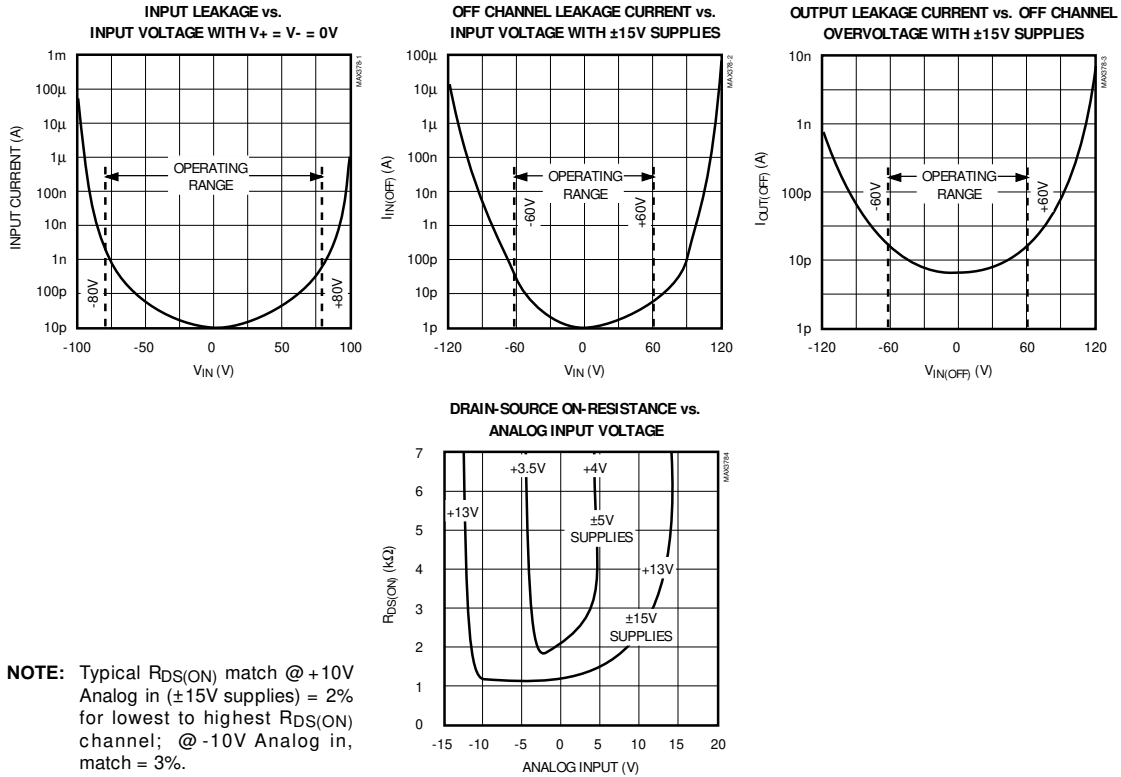 INPUT LEAKAGE vs.
INPUT VOLTAGE WITH V+ = V- = 0V
MAX378-1
1m
100µ
10µ
1µ
100n
10n
1n
100p
10p
INPUT CURRENT (A)
OPERATING
RANGE
-80V
+80V
-100
-50
0
50
100
VIN (V)
OFF CHANNEL LEAKAGE CURRENT vs.
INPUT VOLTAGE WITH ±15V SUPPLIES
MAX378-2
100µ
10µ
1µ
100n
10n
1n
100p
10p
1p
IIN(OFF) (A)
OPERATING
RANGE
-60V
+60V
-120
-60
0
60
120
VIN (V)
OUTPUT LEAKAGE CURRENT vs. OFF CHANNEL
OVERVOLTAGE WITH ±15V SUPPLIES
MAX378-3
10n
1n
100p
10p
1p
IOUT(OFF) (A)
OPERATING
RANGE
-60V
+60V
-120
-60
0
60
120
VIN(OFF) (V)
DRAIN-SOURCE ON-RESISTANCE vs.
ANALOG INPUT VOLTAGE
MAX3784
7
6
5
4
3
2
1
0
RDS(ON) (kΩ)
+3.5V
+4V
+13V
±5V
SUPPLIES
+13V
±15V
SUPPLIES
-15
-10
-5
0
5
10
15
20
ANALOG INPUT (V)
NOTE: Typical RDS(ON) match @ +10V
Analog in (±15V supplies) = 2%
for lowest to highest RDS(ON)
channel; @ -10V Analog in,
match = 3%.